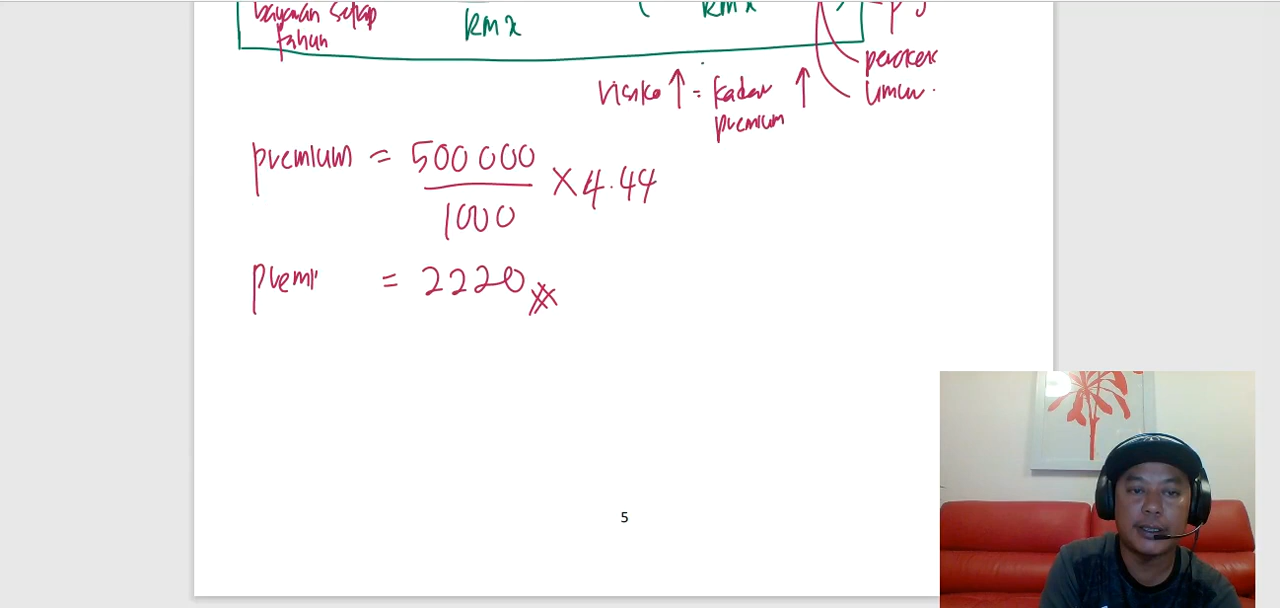 bayaran setiap
tahun
RM x
RM x
perokok
umur.
risiko ↑ = kadar ↑
premium
premium = 500 000
1000
× 4.44
premi = 2220
5